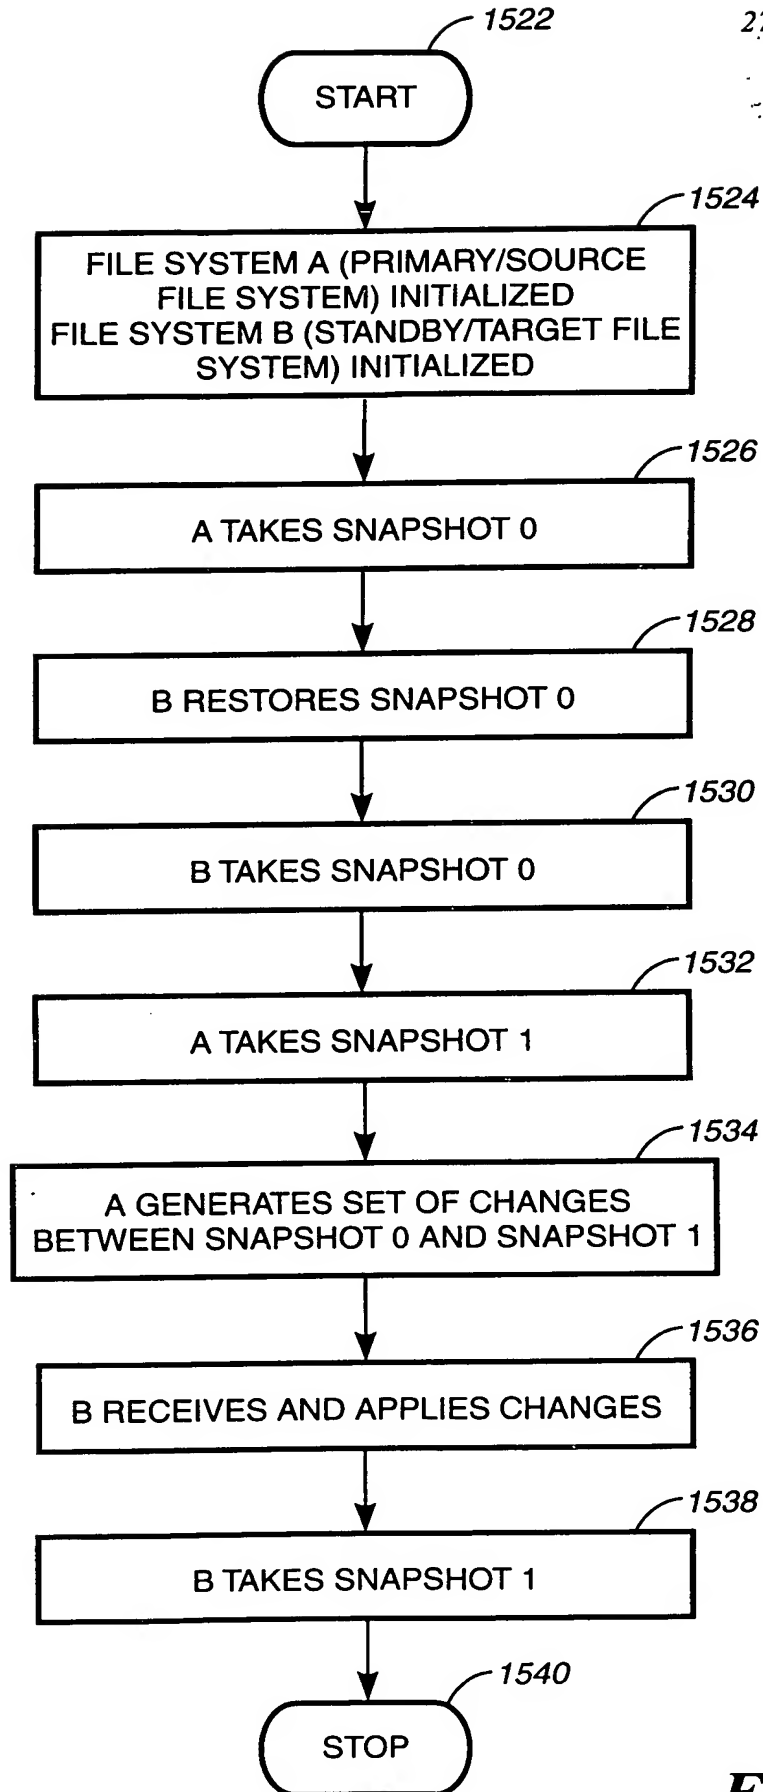 1522
START
1524
FILE SYSTEM A (PRIMARY/SOURCE
FILE SYSTEM) INITIALIZED
FILE SYSTEM B (STANDBY/TARGET FILE
SYSTEM) INITIALIZED
1526
A TAKES SNAPSHOT 0
1528
B RESTORES SNAPSHOT 0
1530
B TAKES SNAPSHOT 0
1532
A TAKES SNAPSHOT 1
1534
A GENERATES SET OF CHANGES
BETWEEN SNAPSHOT 0 AND SNAPSHOT 1
1536
B RECEIVES AND APPLIES CHANGES
1538
B TAKES SNAPSHOT 1
1540
STOP